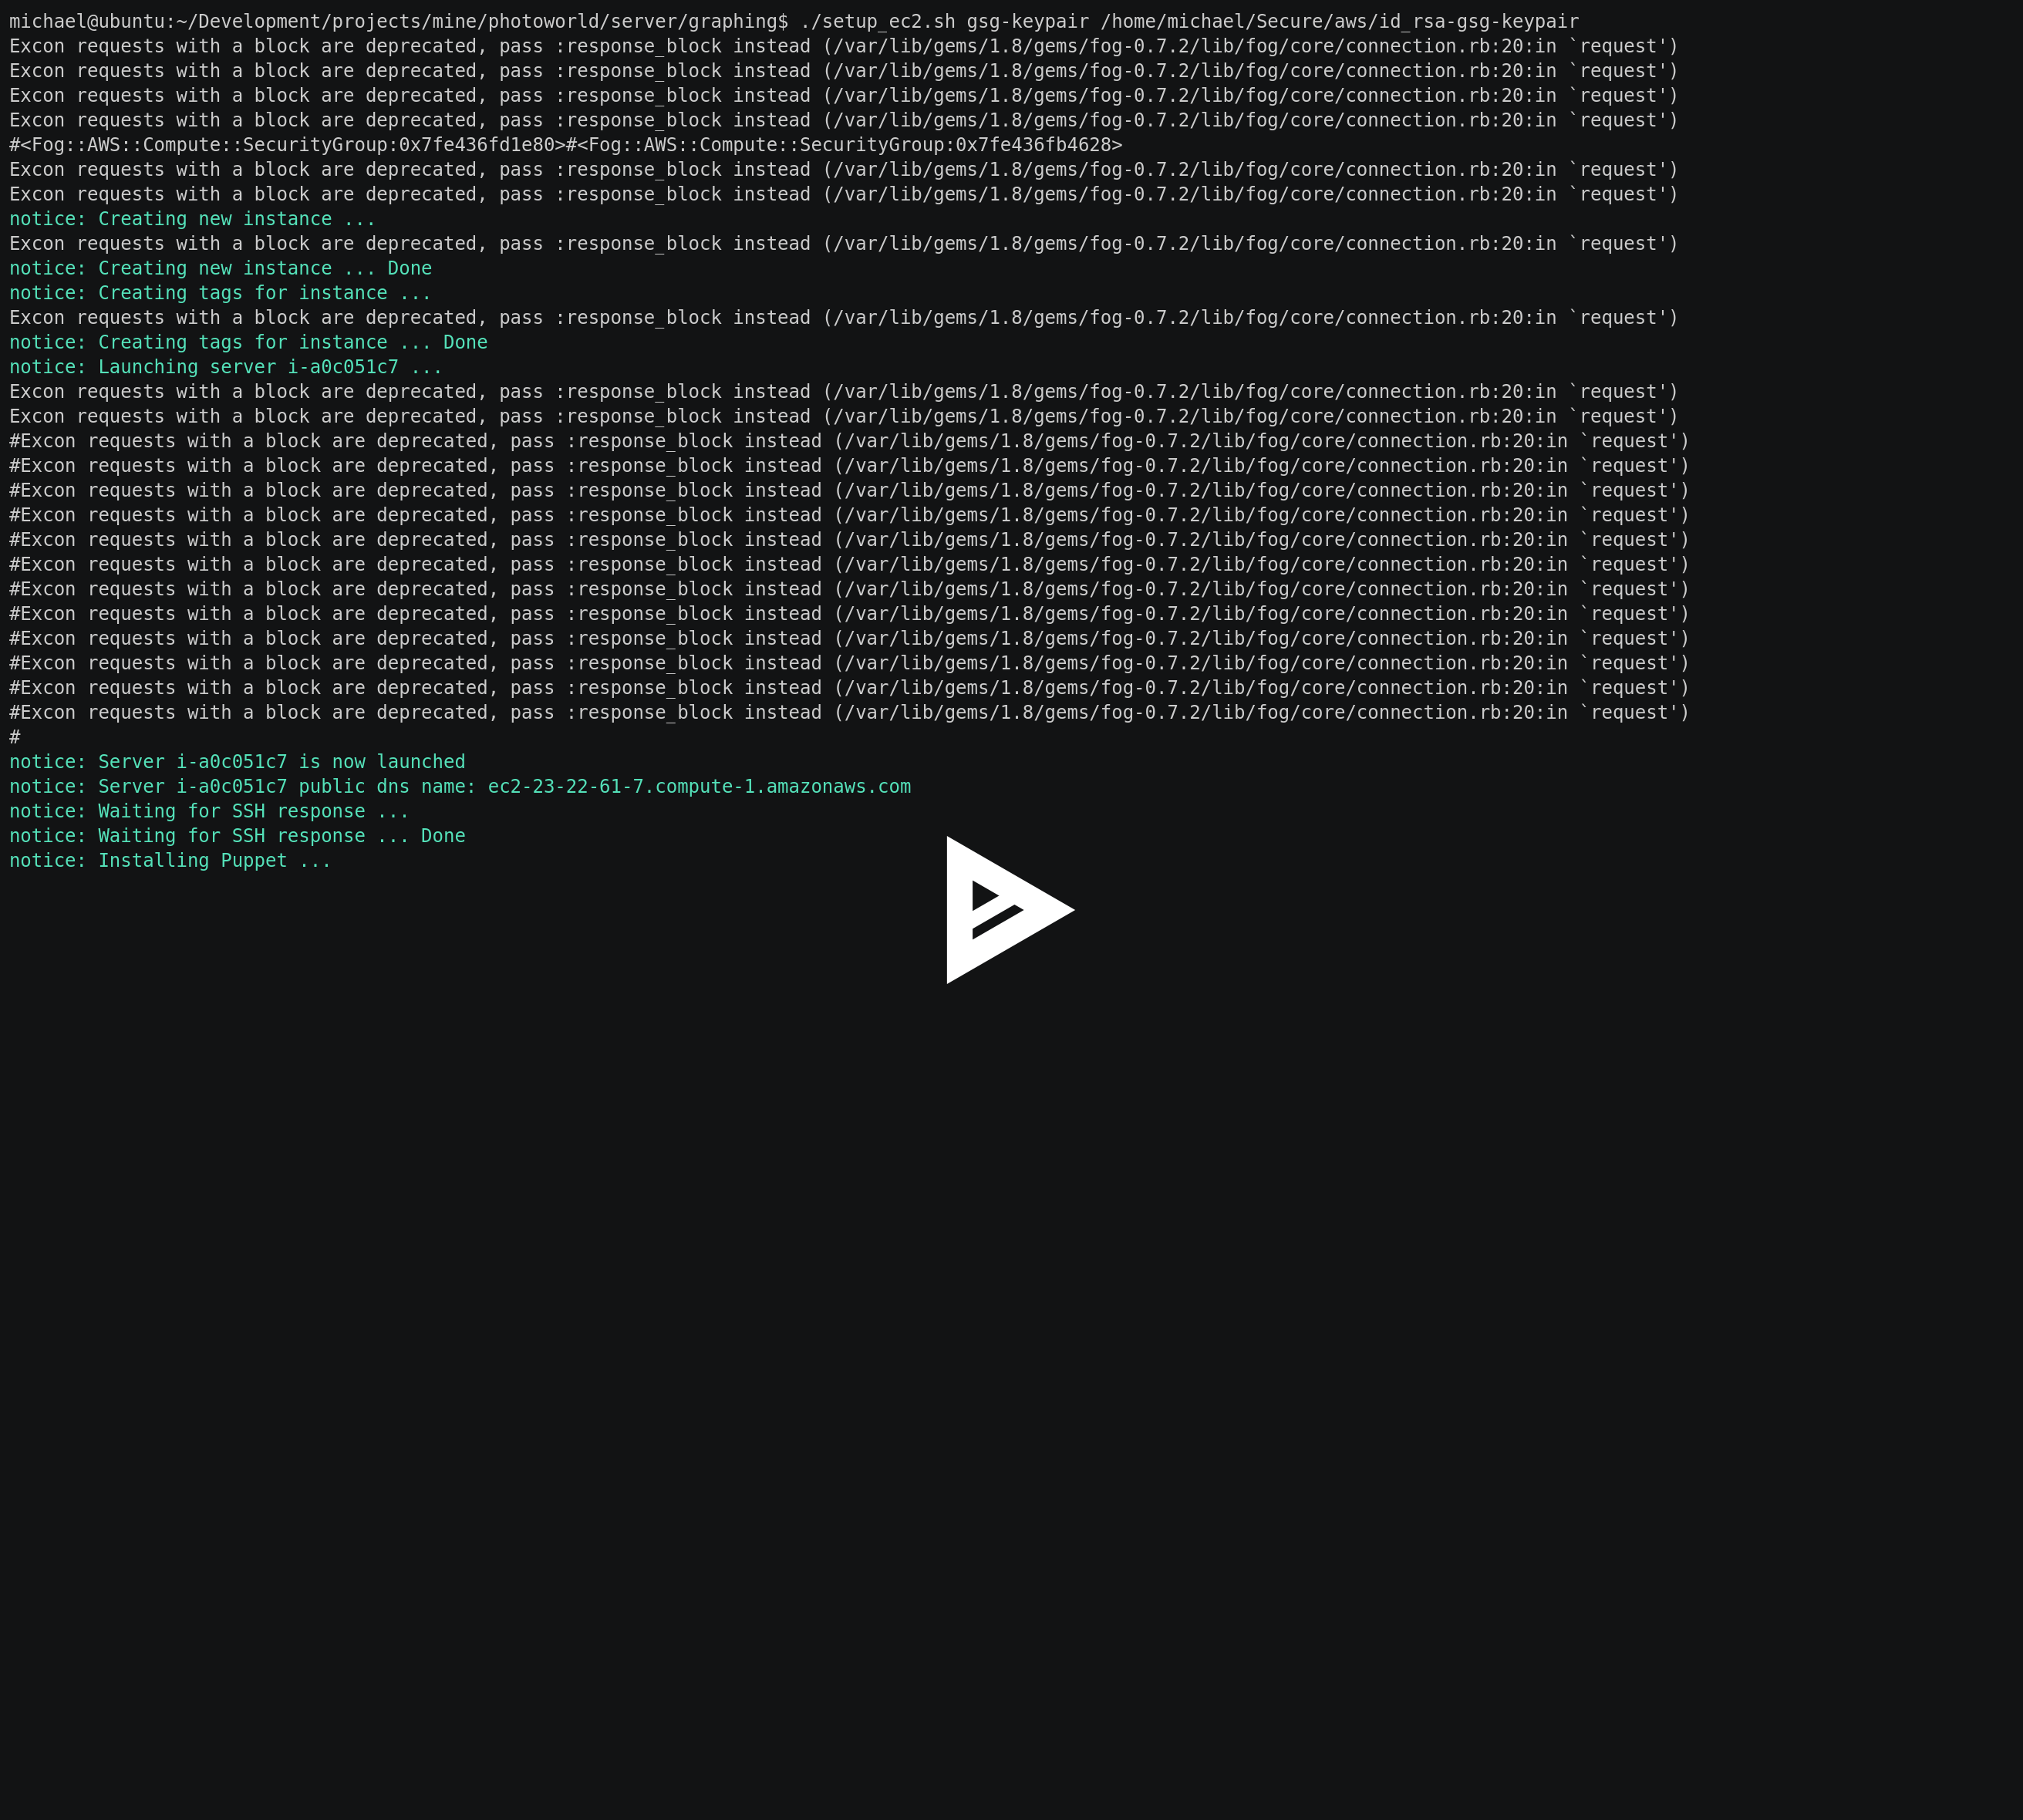 michael@ubuntu:~/Development/projects/mine/photoworld/server/graphing$ ./setup_ec2.sh gsg-keypair /home/michael/Secure/aws/id_rsa-gsg-keypair
Excon requests with a block are deprecated, pass :response_block instead (/var/lib/gems/1.8/gems/fog-0.7.2/lib/fog/core/connection.rb:20:in `request')
Excon requests with a block are deprecated, pass :response_block instead (/var/lib/gems/1.8/gems/fog-0.7.2/lib/fog/core/connection.rb:20:in `request')
Excon requests with a block are deprecated, pass :response_block instead (/var/lib/gems/1.8/gems/fog-0.7.2/lib/fog/core/connection.rb:20:in `request')
Excon requests with a block are deprecated, pass :response_block instead (/var/lib/gems/1.8/gems/fog-0.7.2/lib/fog/core/connection.rb:20:in `request')
#<Fog::AWS::Compute::SecurityGroup:0x7fe436fd1e80>#<Fog::AWS::Compute::SecurityGroup:0x7fe436fb4628>
Excon requests with a block are deprecated, pass :response_block instead (/var/lib/gems/1.8/gems/fog-0.7.2/lib/fog/core/connection.rb:20:in `request')
Excon requests with a block are deprecated, pass :response_block instead (/var/lib/gems/1.8/gems/fog-0.7.2/lib/fog/core/connection.rb:20:in `request')
notice: Creating new instance ...
Excon requests with a block are deprecated, pass :response_block instead (/var/lib/gems/1.8/gems/fog-0.7.2/lib/fog/core/connection.rb:20:in `request')
notice: Creating new instance ... Done
notice: Creating tags for instance ...
Excon requests with a block are deprecated, pass :response_block instead (/var/lib/gems/1.8/gems/fog-0.7.2/lib/fog/core/connection.rb:20:in `request')
notice: Creating tags for instance ... Done
notice: Launching server i-a0c051c7 ...
Excon requests with a block are deprecated, pass :response_block instead (/var/lib/gems/1.8/gems/fog-0.7.2/lib/fog/core/connection.rb:20:in `request')
Excon requests with a block are deprecated, pass :response_block instead (/var/lib/gems/1.8/gems/fog-0.7.2/lib/fog/core/connection.rb:20:in `request')
#Excon requests with a block are deprecated, pass :response_block instead (/var/lib/gems/1.8/gems/fog-0.7.2/lib/fog/core/connection.rb:20:in `request')
#Excon requests with a block are deprecated, pass :response_block instead (/var/lib/gems/1.8/gems/fog-0.7.2/lib/fog/core/connection.rb:20:in `request')
#Excon requests with a block are deprecated, pass :response_block instead (/var/lib/gems/1.8/gems/fog-0.7.2/lib/fog/core/connection.rb:20:in `request')
#Excon requests with a block are deprecated, pass :response_block instead (/var/lib/gems/1.8/gems/fog-0.7.2/lib/fog/core/connection.rb:20:in `request')
#Excon requests with a block are deprecated, pass :response_block instead (/var/lib/gems/1.8/gems/fog-0.7.2/lib/fog/core/connection.rb:20:in `request')
#Excon requests with a block are deprecated, pass :response_block instead (/var/lib/gems/1.8/gems/fog-0.7.2/lib/fog/core/connection.rb:20:in `request')
#Excon requests with a block are deprecated, pass :response_block instead (/var/lib/gems/1.8/gems/fog-0.7.2/lib/fog/core/connection.rb:20:in `request')
#Excon requests with a block are deprecated, pass :response_block instead (/var/lib/gems/1.8/gems/fog-0.7.2/lib/fog/core/connection.rb:20:in `request')
#Excon requests with a block are deprecated, pass :response_block instead (/var/lib/gems/1.8/gems/fog-0.7.2/lib/fog/core/connection.rb:20:in `request')
#Excon requests with a block are deprecated, pass :response_block instead (/var/lib/gems/1.8/gems/fog-0.7.2/lib/fog/core/connection.rb:20:in `request')
#Excon requests with a block are deprecated, pass :response_block instead (/var/lib/gems/1.8/gems/fog-0.7.2/lib/fog/core/connection.rb:20:in `request')
#Excon requests with a block are deprecated, pass :response_block instead (/var/lib/gems/1.8/gems/fog-0.7.2/lib/fog/core/connection.rb:20:in `request')
#
notice: Server i-a0c051c7 is now launched
notice: Server i-a0c051c7 public dns name: ec2-23-22-61-7.compute-1.amazonaws.com
notice: Waiting for SSH response ...
notice: Waiting for SSH response ... Done
notice: Installing Puppet ...